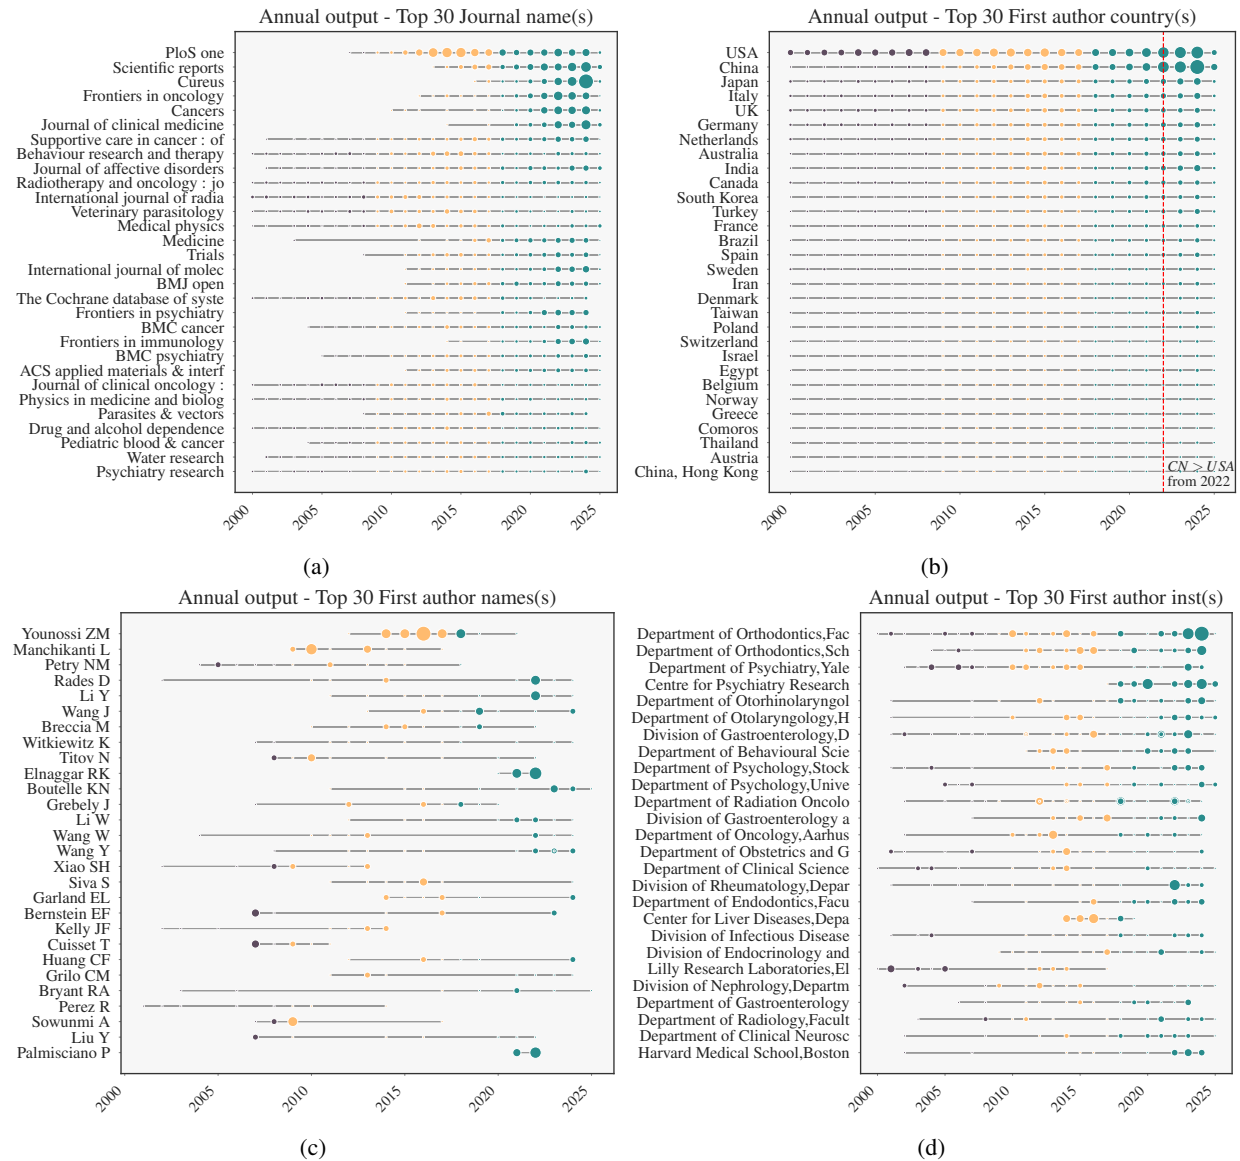 Annual output - Top 30 Journal name(s)
PloS one
Scientific reports
Cureus
Frontiers in oncology
Cancers
Journal of clinical medicine
Supportive care in cancer : of
Behaviour research and therapy
Journal of affective disorders
Radiotherapy and oncology : jo
International journal of radia
Veterinary parasitology
Medical physics
Medicine
Trials
International journal of molec
BMJ open
The Cochrane database of syste
Frontiers in psychiatry
BMC cancer
Frontiers in immunology
BMC psychiatry
ACS applied materials & interf
Journal of clinical oncology :
Physics in medicine and biolog
Parasites & vectors
Drug and alcohol dependence
Pediatric blood & cancer
Water research
Psychiatry research
2000 2005 2010 2015 2020 2025
(a)
Annual output - Top 30 First author country(s)
USA
China
Japan
Italy
UK
Germany
Netherlands
Australia
India
Canada
South Korea
Turkey
France
Brazil
Spain
Sweden
Iran
Denmark
Taiwan
Poland
Switzerland
Israel
Egypt
Belgium
Norway
Greece
Comoros
Thailand
Austria
China, Hong Kong
CN > USA
from 2022
2000 2005 2010 2015 2020 2025
(b)
Annual output - Top 30 First author names(s)
Younossi ZM
Manchikanti L
Petry NM
Rades D
Li Y
Wang J
Breccia M
Witkiewitz K
Titov N
Elnaggar RK
Boutelle KN
Grebely J
Li W
Wang W
Wang Y
Xiao SH
Siva S
Garland EL
Bernstein EF
Kelly JF
Cuisset T
Huang CF
Grilo CM
Bryant RA
Perez R
Sowunmi A
Liu Y
Palmisciano P
2000 2005 2010 2015 2020 2025
(c)
Annual output - Top 30 First author inst(s)
Department of Orthodontics,Fac
Department of Orthodontics,Sch
Department of Psychiatry,Yale
Centre for Psychiatry Research
Department of Otorhinolaryngol
Department of Otolaryngology,H
Division of Gastroenterology,D
Department of Behavioural Scie
Department of Psychology,Stock
Department of Psychology,Unive
Department of Radiation Oncolo
Division of Gastroenterology a
Department of Oncology,Aarhus
Department of Obstetrics and G
Department of Clinical Science
Division of Rheumatology,Depar
Department of Endodontics,Facu
Center for Liver Diseases,Depa
Division of Infectious Disease
Division of Endocrinology and
Lilly Research Laboratories,El
Division of Nephrology,Departm
Department of Gastroenterology
Department of Radiology,Facult
Department of Clinical Neurosc
Harvard Medical School,Boston
2000 2005 2010 2015 2020 2025
(d)